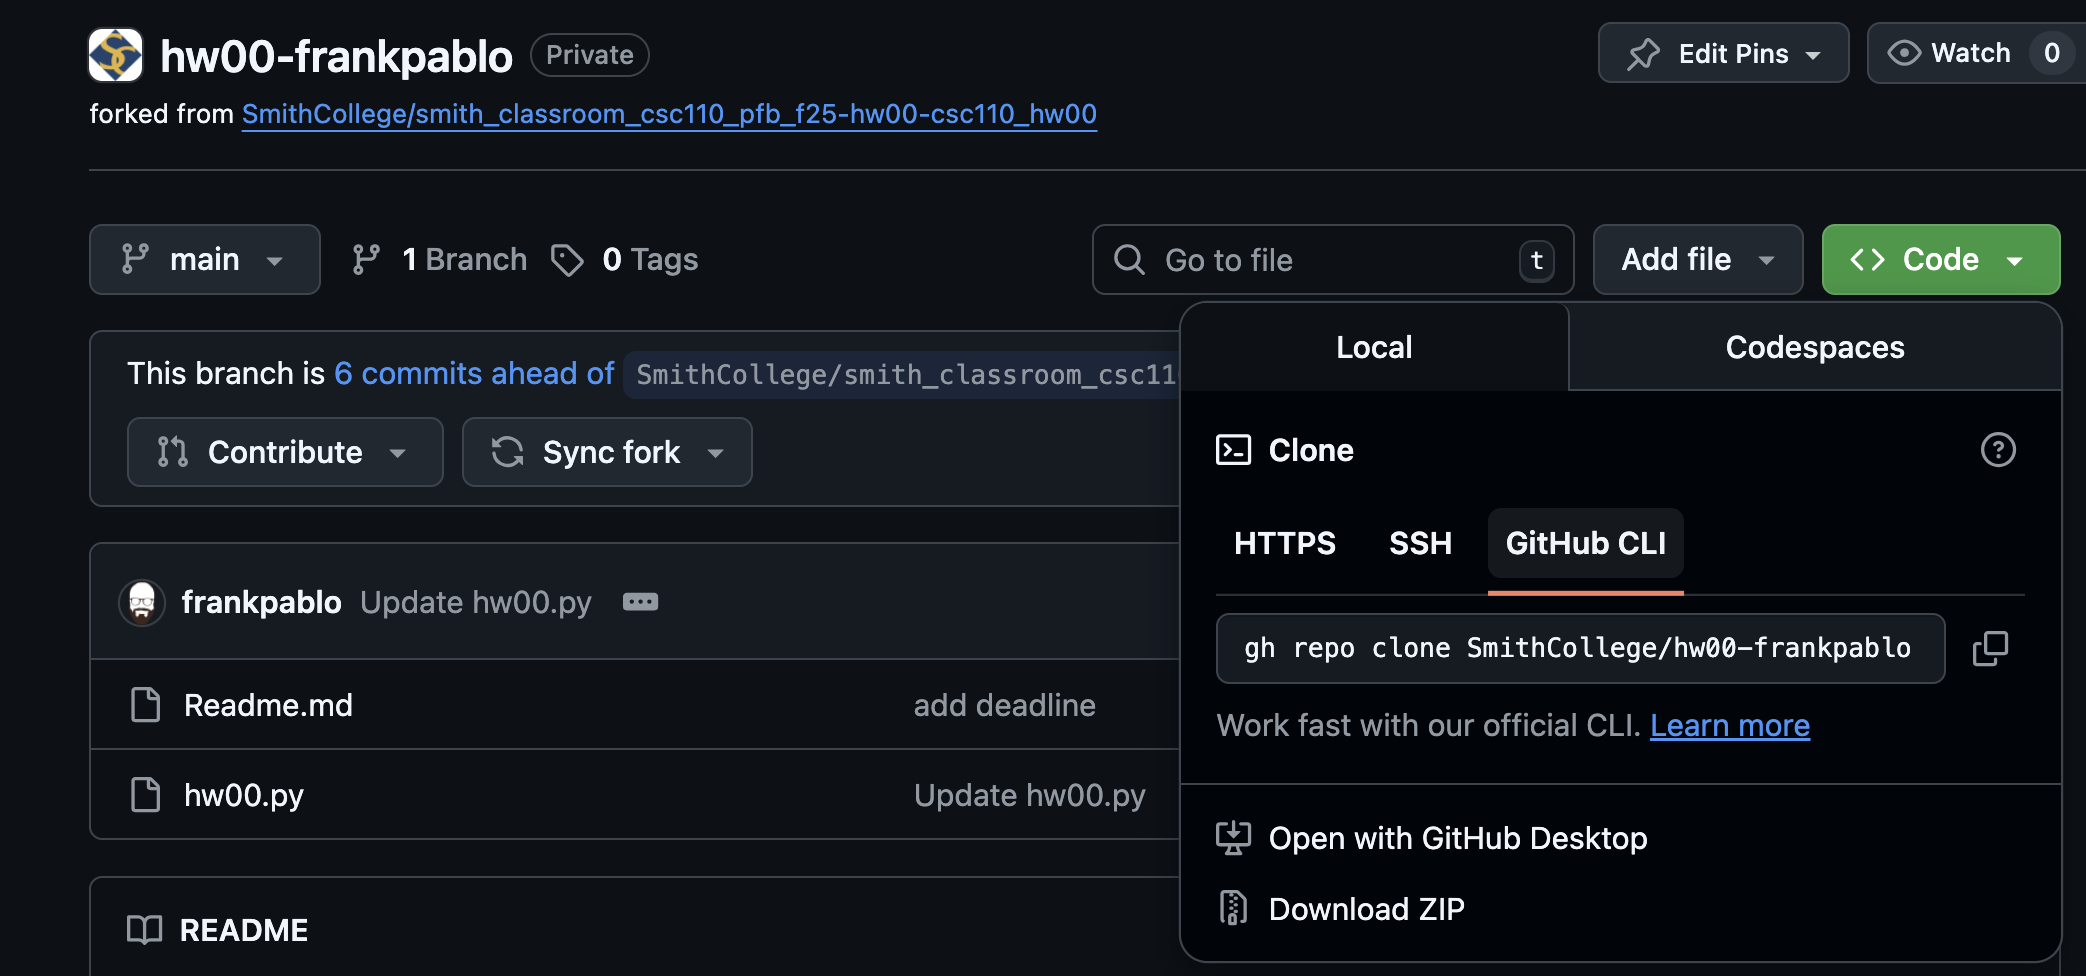 hw00-frankpablo Private
Edit Pins
Watch 0
forked from SmithCollege/smith_classroom_csc110_pfb_f25-hw00-csc110_hw00
main
1 Branch
0 Tags
Go to file t
Add file
Code
This branch is 6 commits ahead of SmithCollege/smith_classroom_csc11
Contribute
Sync fork
frankpablo Update hw00.py
Readme.md add deadline
hw00.py Update hw00.py
README
Local
Codespaces
Clone
HTTPS
SSH
GitHub CLI
gh repo clone SmithCollege/hw00-frankpablo
Work fast with our official CLI. Learn more
Open with GitHub Desktop
Download ZIP